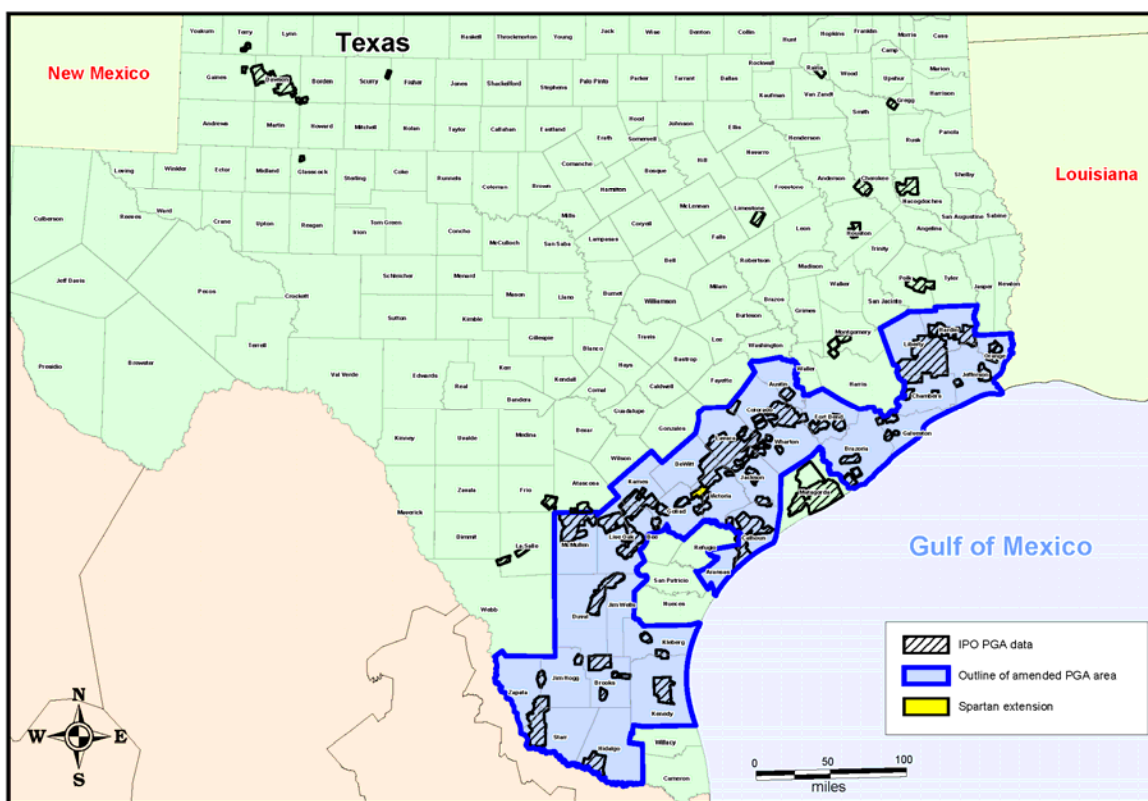 Texas
New Mexico
Louisiana
Gulf of Mexico
Yoakum Terry Lynn Haskell Throckmorton Young Jack Wise Denton Collin Hunt Hopkins Franklin Morris Cass
Camp
Gaines Dawson Borden Scurry Fisher Jones Shackelford Stephens Palo Pinto Parker Tarrant Dallas Rockwall Rains Wood Upshur Marion
Kaufman Van Zandt Gregg Harrison
Smith
Andrews Martin Howard Mitchell Nolan Taylor Callahan Eastland Erath Hood Somervell Johnson Ellis Henderson Rusk Panola
Navarro
Loving Winkler Ector Midland Glasscock Sterling Coke Runnels Coleman Brown Comanche Hamilton Bosque Hill Freestone Anderson Cherokee Shelby
Nacogdoches
Culberson Reeves Ward Crane Upton Reagan Irion Tom Green Concho McCulloch San Saba Mills Lampasas Coryell McLennan Limestone Falls Leon Houston Angelina San Augustine Sabine
Trinity
Jeff Davis Pecos Crockett Schleicher Menard Mason Llano Burnet Bell Williamson Milam Robertson Brazos Madison Walker Polk Tyler Jasper Newton
San Jacinto
Grimes
Sutton Kimble Gillespie Blanco Travis Burleson Lee Washington Montgomery Liberty Hardin Orange
Presidio Brewster Terrell Val Verde Edwards Real Kerr Kendall Comal Hays Bastrop Caldwell Fayette Austin Waller Harris Chambers Jefferson
Bandera Guadalupe
Kinney Uvalde Medina Bexar Wilson Gonzales Lavaca Colorado Fort Bend Galveston
Wharton
DeWitt Brazoria
Maverick Zavala Frio Atascosa Karnes Goliad Victoria Jackson Matagorda
Dimmit La Salle McMullen Live Oak Bee Refugio Calhoun
Aransas
San Patricio
Webb Duval Jim Wells Nueces
Kleberg
Zapata Jim Hogg Brooks Kenedy
Starr Hidalgo Willacy
Cameron
IPO PGA data
Outline of amended PGA area
Spartan extension
N
W E
S
0 50 100
miles